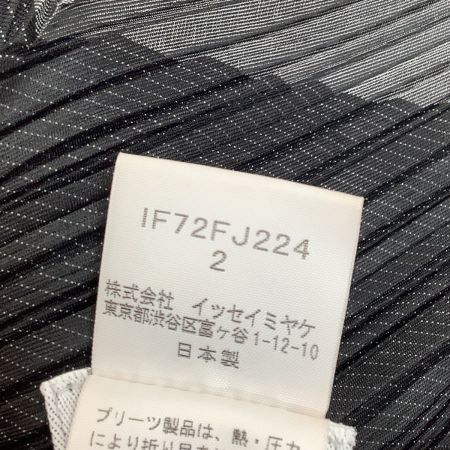 IF72FJ224
2
株式会社 イッセイミヤケ
東京都渋谷区富ヶ谷1-12-10
日本製
プリーツ製品は、熱・圧力
により折り目が